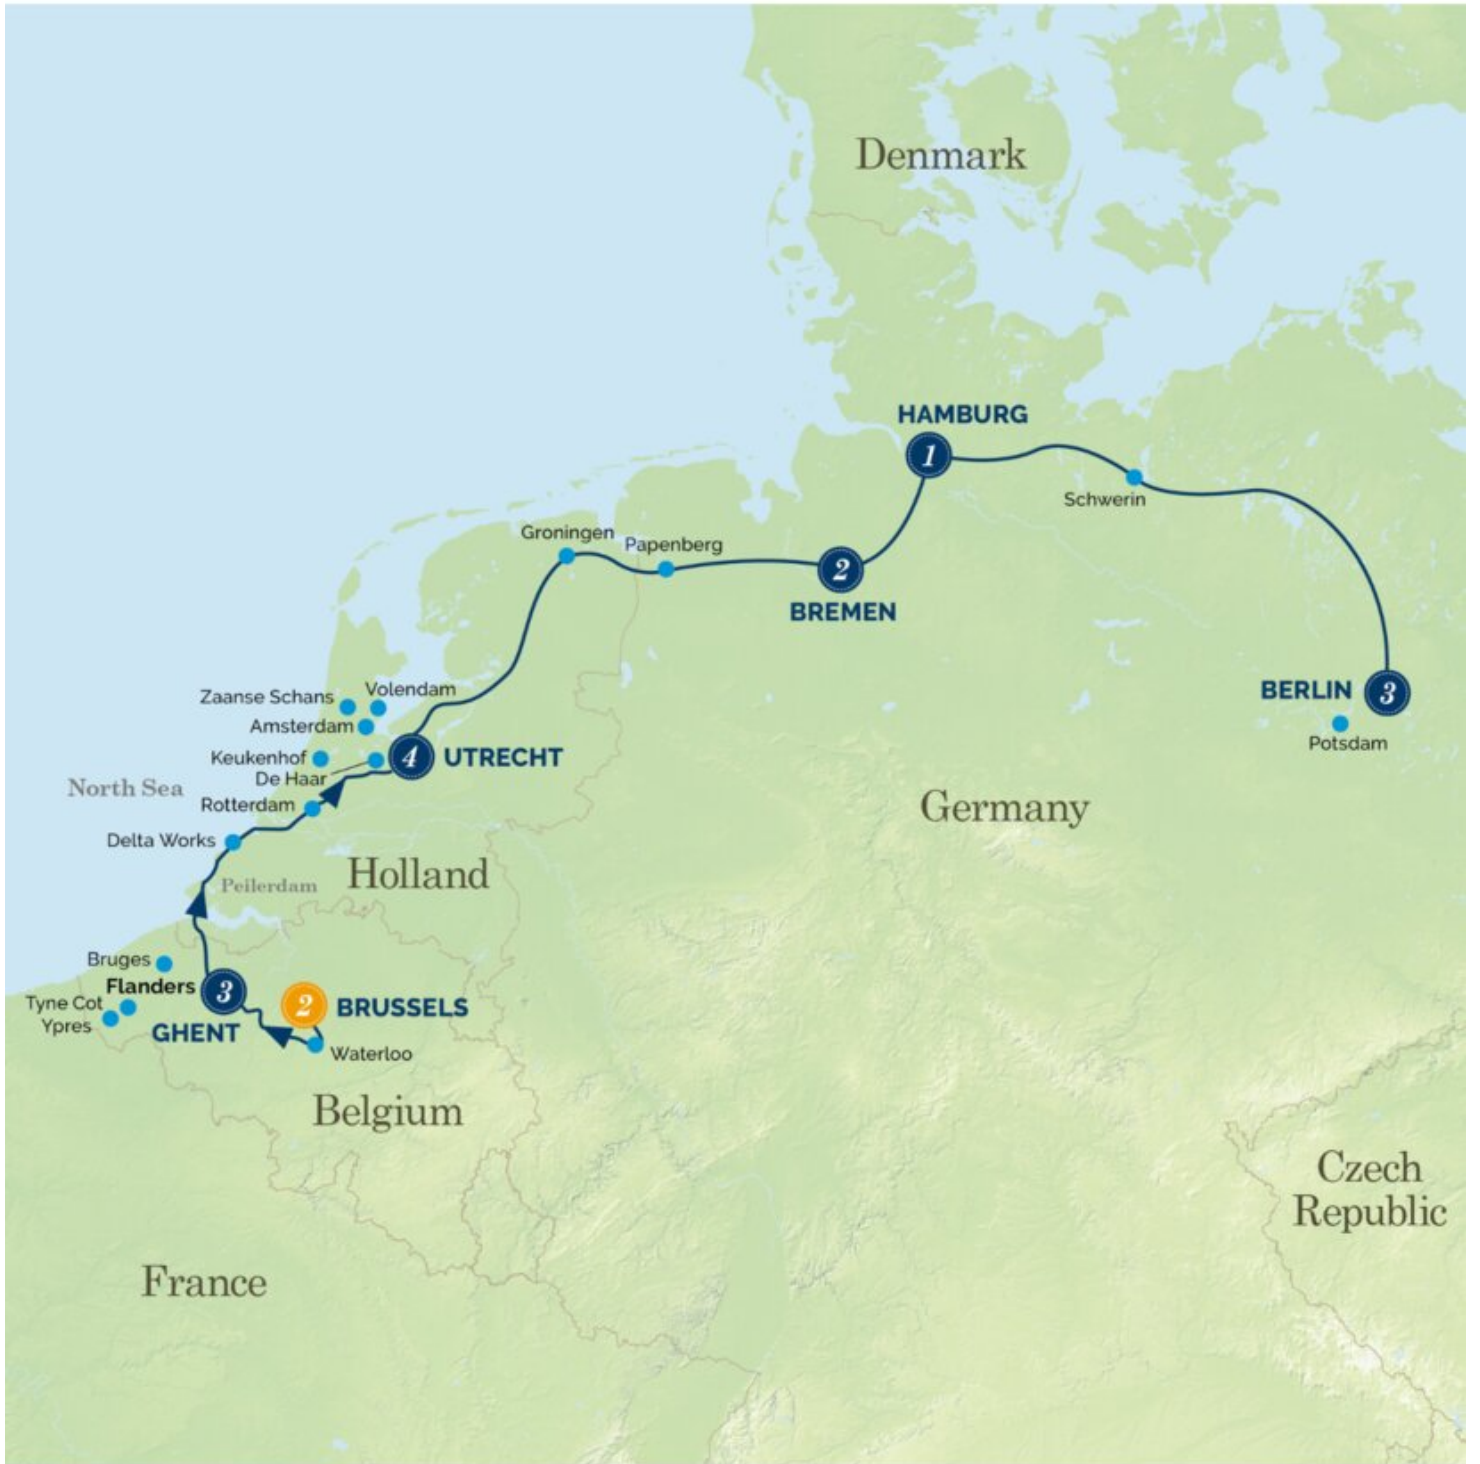 Denmark
HAMBURG
1
Schwerin
Groningen
Papenberg
2
BREMEN
Zaanse Schans
Volendam
Amsterdam
BERLIN
3
Potsdam
Keukenhof
4
UTRECHT
De Haar
North Sea
Rotterdam
Germany
Delta Works
Holland
Peilerdam
Bruges
Flanders
3
Tyne Cot
Ypres
GHENT
2
BRUSSELS
Waterloo
Belgium
Czech
Republic
France